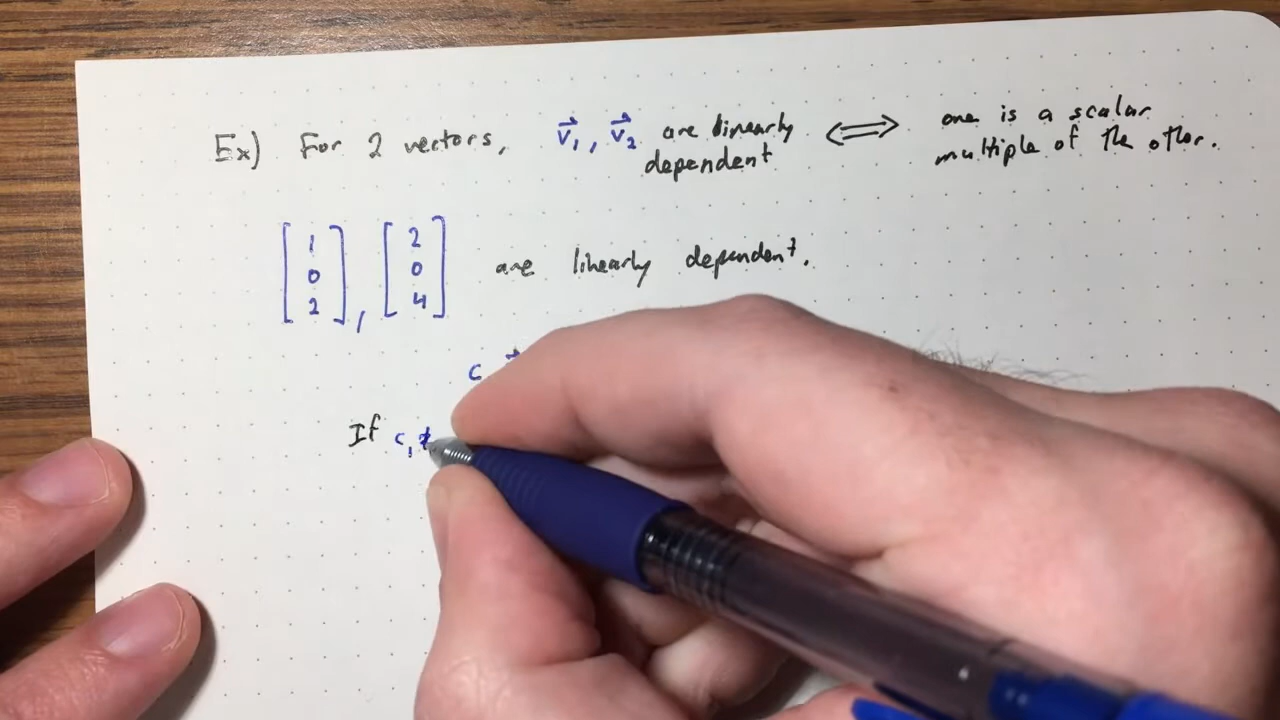 Ex) For 2 vectors, v⃗₁, v⃗₂ are linearly dependent ⟺ one is a scalar multiple of the other.
[1 0 2], [2 0 4] are linearly dependent.
c
If c₁ ≠